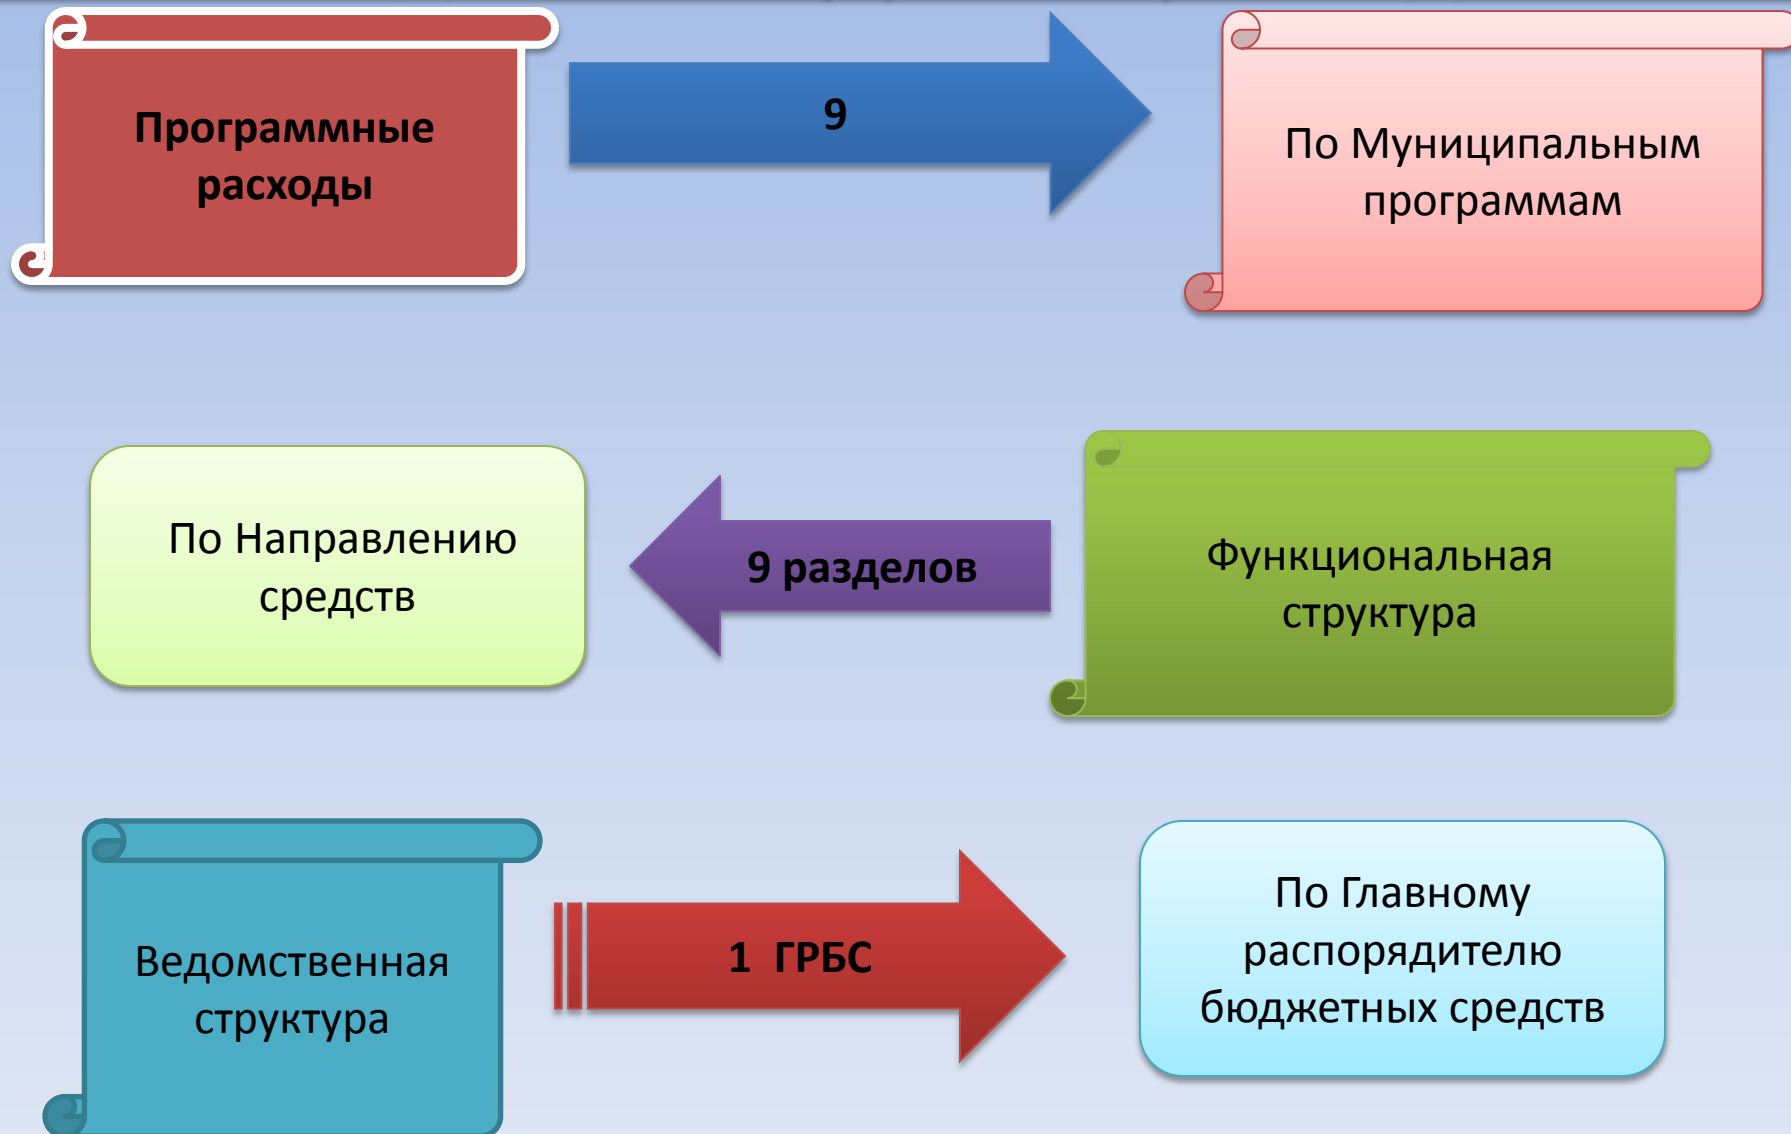 Программные
расходы
9
По Муниципальным
программам
По Направлению
средств
9 разделов
Функциональная
структура
Ведомственная
структура
1 ГРБС
По Главному
распорядителю
бюджетных средств